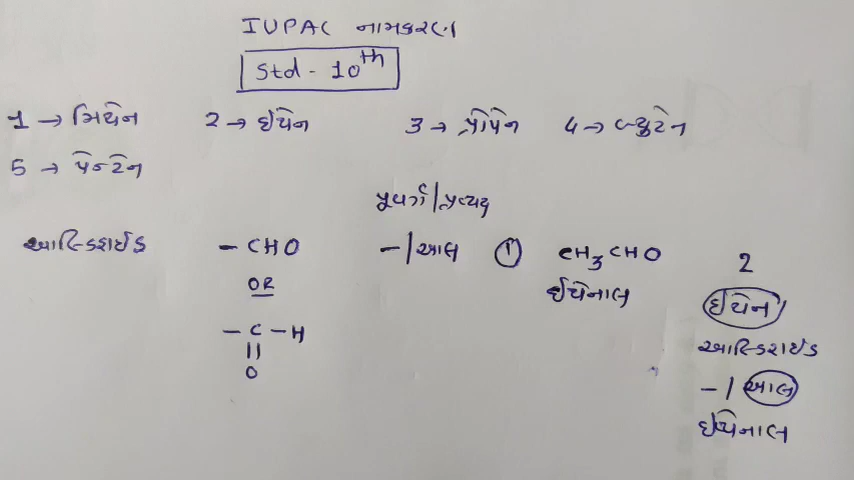 IUPAC નામકરણ
Std - 10th
1 → મિથેન 2 → ઈથેન 3 → પ્રોપેન 4 → બ્યુટેન
5 → પેન્ટેન
પૂર્વગ/પ્રત્યય
આલ્ડિહાઈડ - CHO -/આલ ① CH3CHO 2
OR ઈથેનાલ ઈથેન
- C - H આલ્ડિહાઈડ
|| -/આલ
O ઈથેનાલ